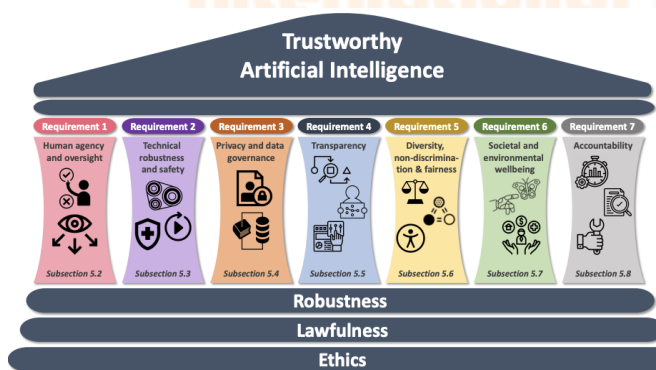 Trustworthy
Artificial Intelligence
Requirement 1
Requirement 2
Requirement 3
Requirement 4
Requirement 5
Requirement 6
Requirement 7
Human agency
and oversight
Technical
robustness
and safety
Privacy and data
governance
Transparency
Diversity,
non-discrimina-
tion & fairness
Societal and
environmental
wellbeing
Accountability
Subsection 5.2
Subsection 5.3
Subsection 5.4
Subsection 5.5
Subsection 5.6
Subsection 5.7
Subsection 5.8
Robustness
Lawfulness
Ethics